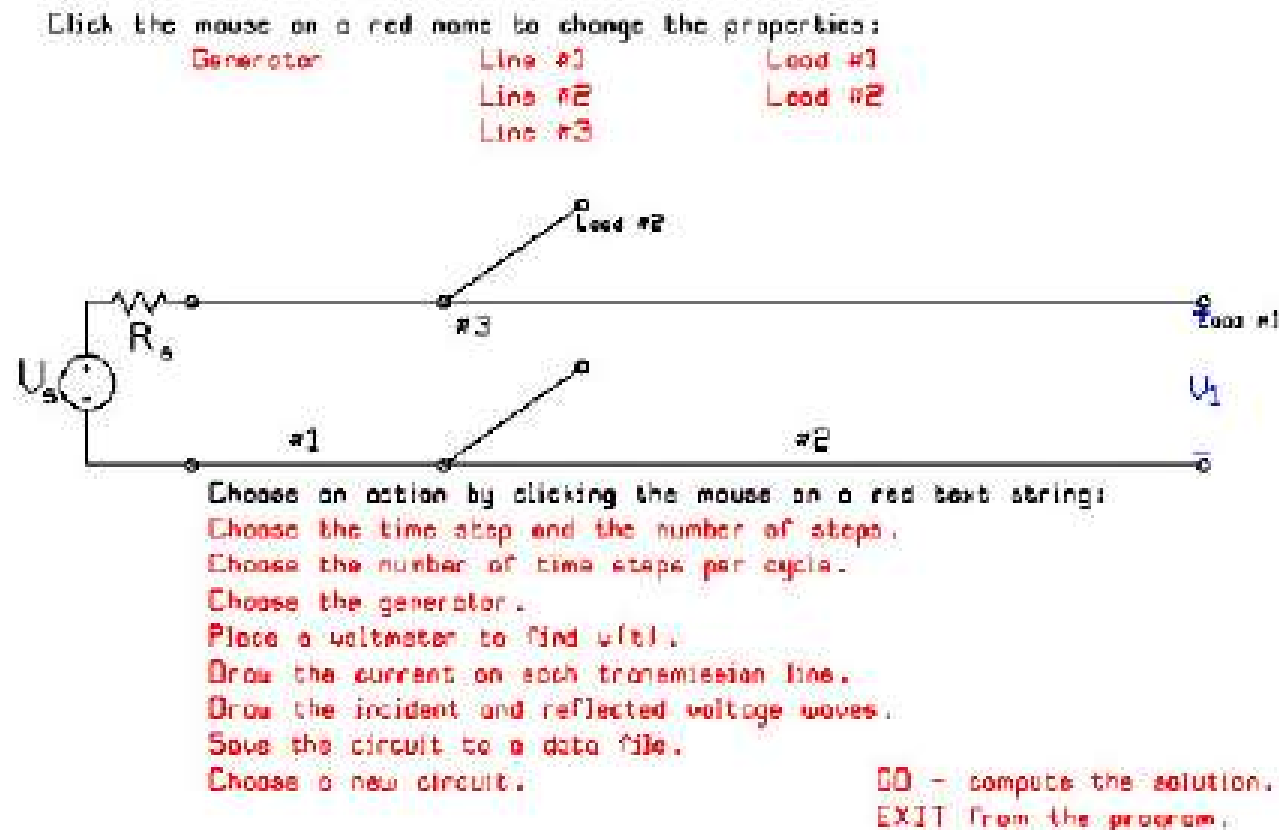 Click the mouse on a red name to change the properties:
Generator Line #1 Load #1
Line #2 Load #2
Line #3
Load #2
#3
Load #1
Rs
Vs
V1
#1 #2
Choose an action by clicking the mouse on a red text string:
Choose the time step and the number of steps.
Choose the number of time steps per cycle.
Choose the generator.
Place a voltmeter to find v(t).
Draw the current on each transmission line.
Draw the incident and reflected voltage waves.
Save the circuit to a data file.
Choose a new circuit.
GO - compute the solution.
EXIT from the program.